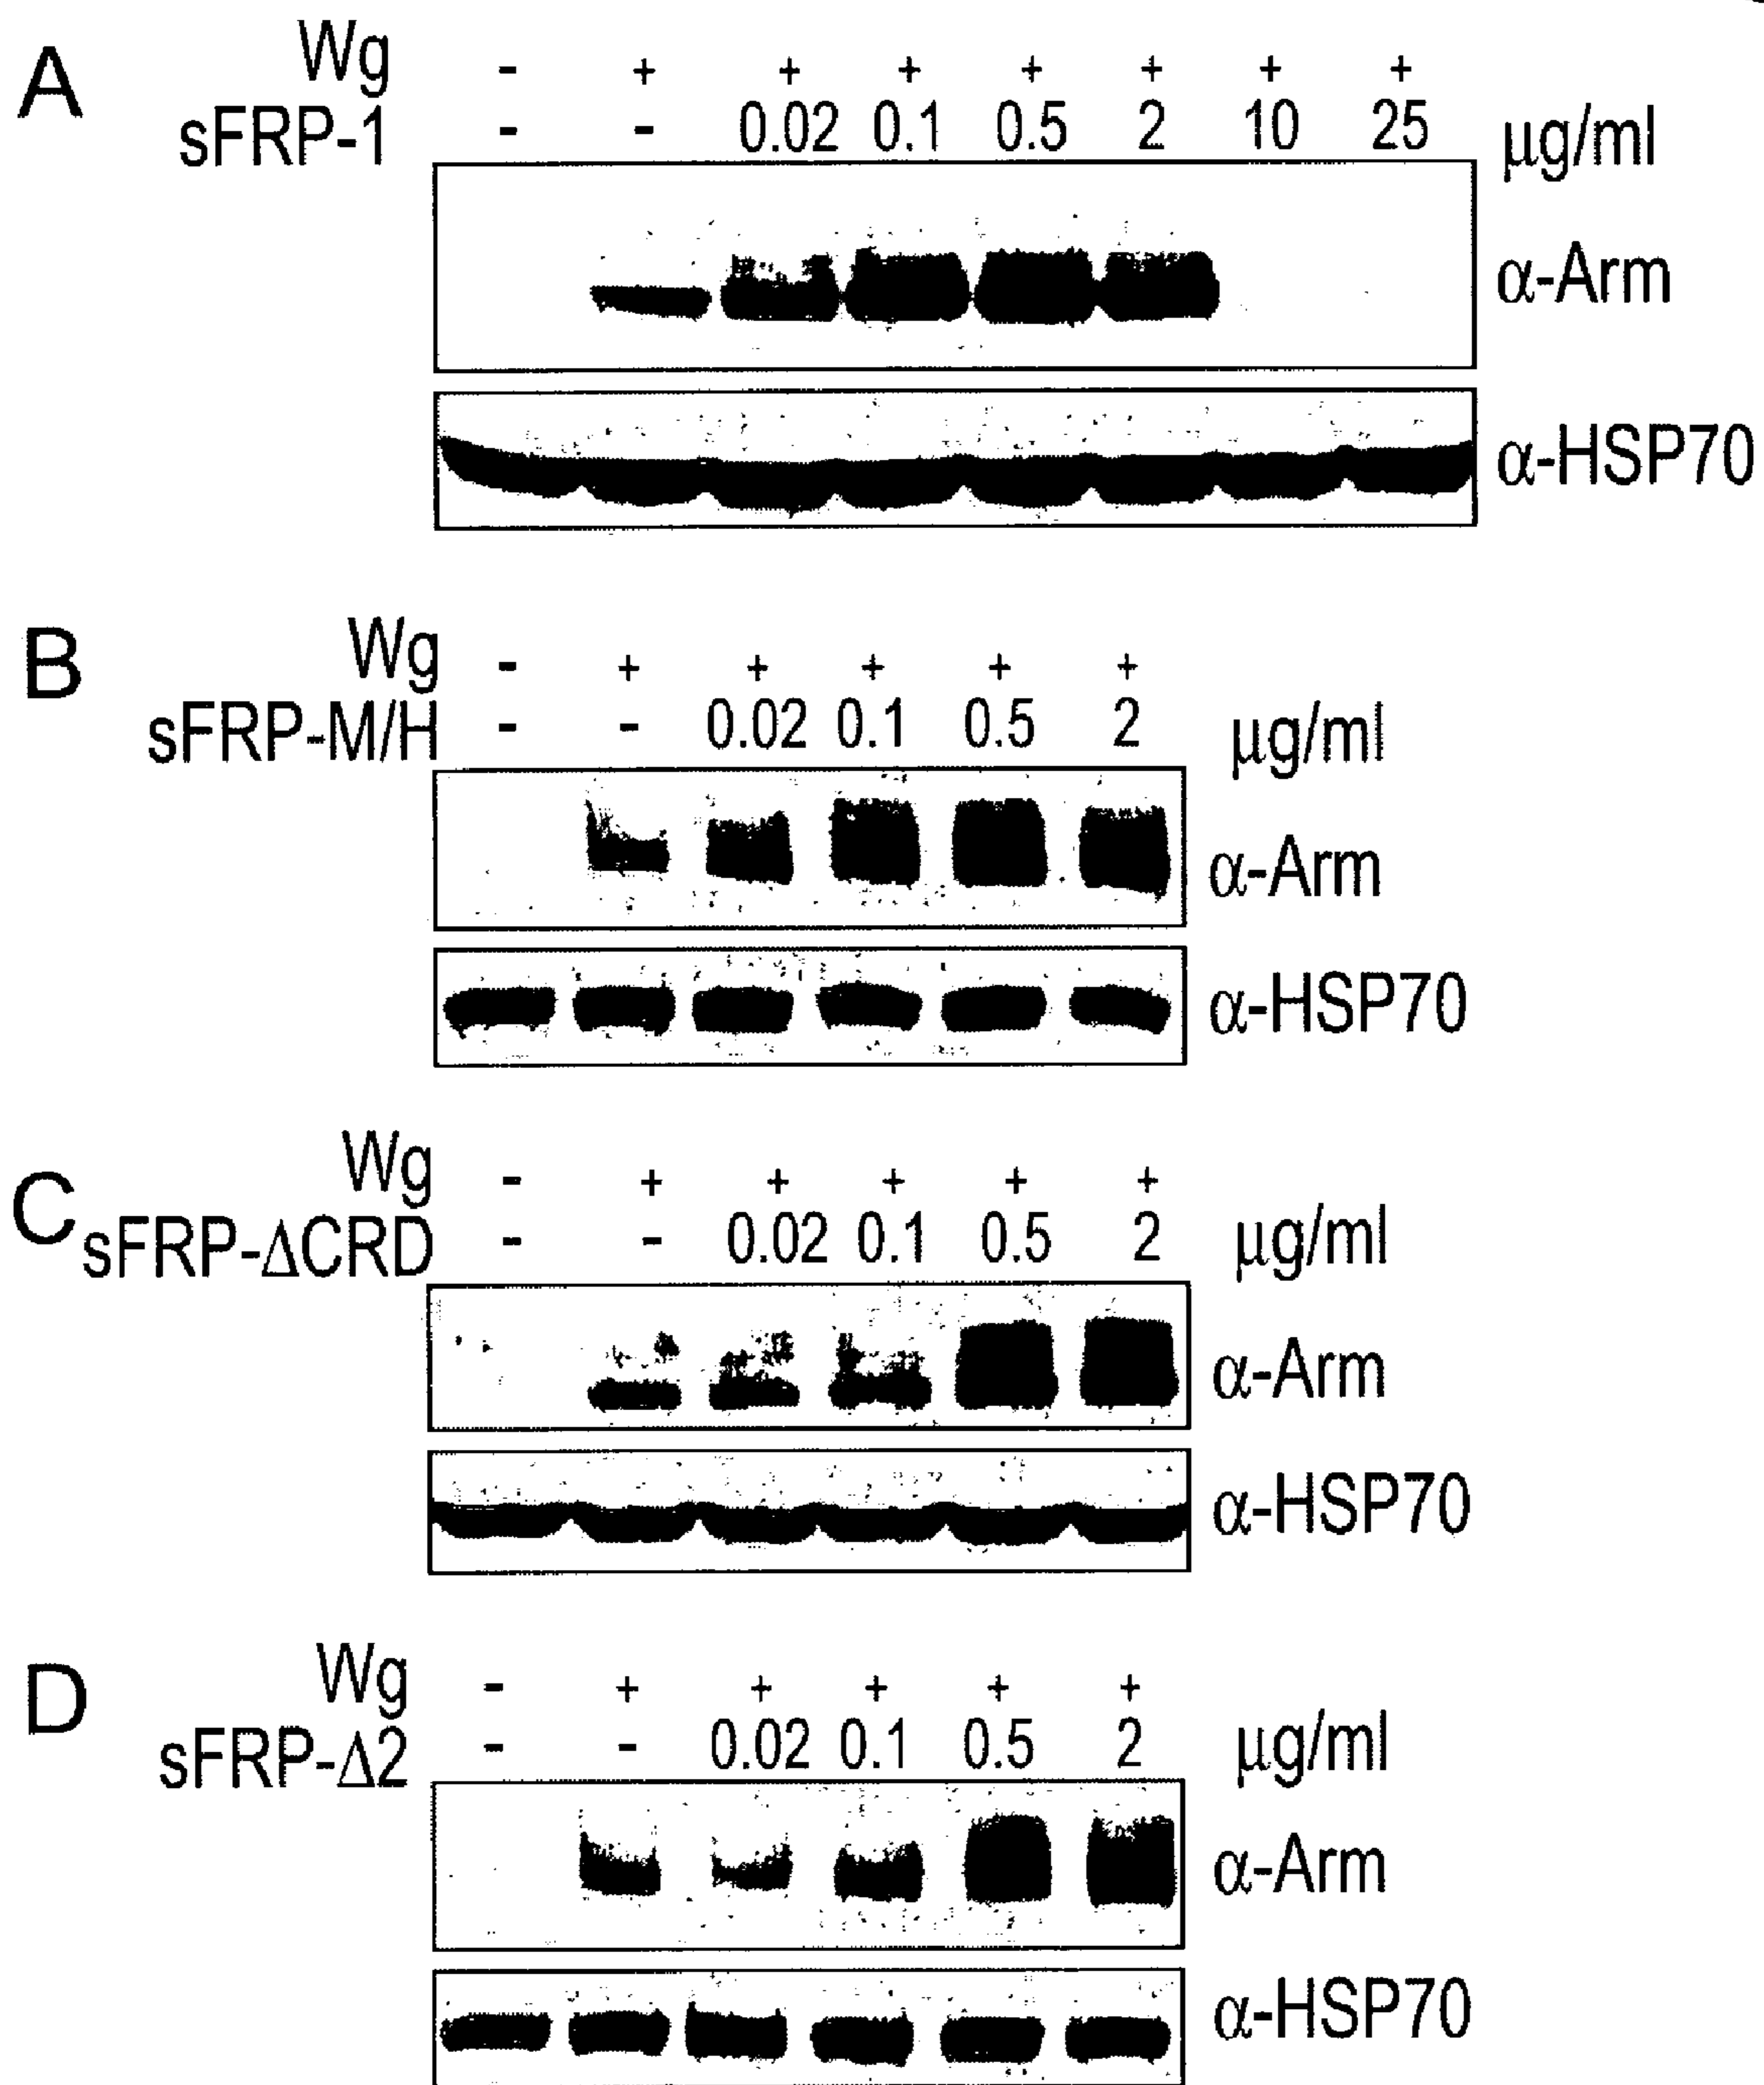 A
Wg - + + + + + + +
sFRP-1 - - 0.02 0.1 0.5 2 10 25 µg/ml
α-Arm
α-HSP70
B
Wg - + + + + +
sFRP-M/H - - 0.02 0.1 0.5 2 µg/ml
α-Arm
α-HSP70
C
Wg - + + + + +
sFRP-ΔCRD - - 0.02 0.1 0.5 2 µg/ml
α-Arm
α-HSP70
D
Wg - + + + + +
sFRP-Δ2 - - 0.02 0.1 0.5 2 µg/ml
α-Arm
α-HSP70